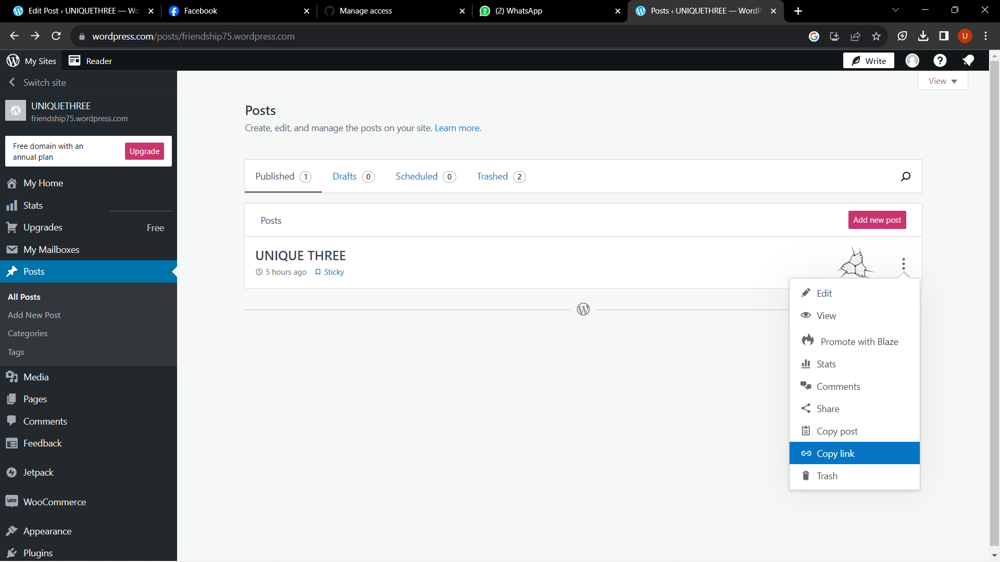 Edit Post ‹ UNIQUETHREE — Wo
Facebook
Manage access
(2) WhatsApp
Posts ‹ UNIQUETHREE — WordP
wordpress.com/posts/friendship75.wordpress.com
U
My Sites
Reader
Write
Switch site
View
UNIQUETHREE
friendship75.wordpress.com
Free domain with an
annual plan
Upgrade
My Home
Stats
Upgrades
Free
My Mailboxes
Posts
All Posts
Add New Post
Categories
Tags
Media
Pages
Comments
Feedback
Jetpack
WooCommerce
Appearance
Plugins
Posts
Create, edit, and manage the posts on your site. Learn more.
Published 1
Drafts 0
Scheduled 0
Trashed 2
Posts
Add new post
UNIQUE THREE
5 hours ago
Sticky
Edit
View
Promote with Blaze
Stats
Comments
Share
Copy post
Copy link
Trash